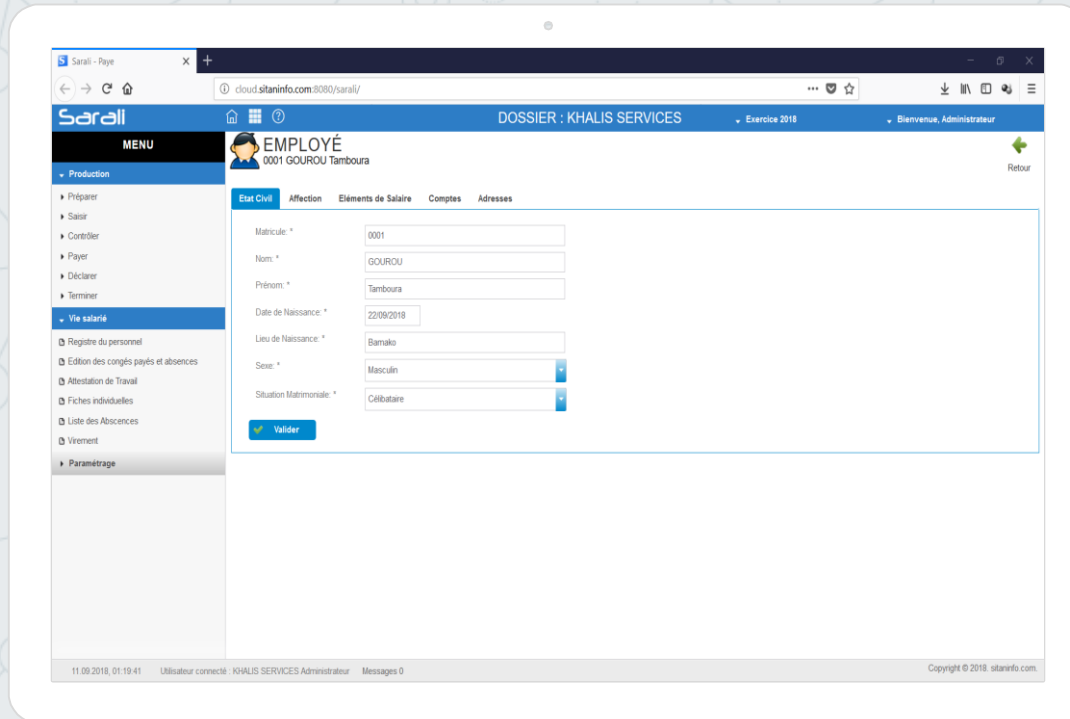 Sarali - Paye
cloud.sitaninfo.com:8080/sarali/
Sarali
DOSSIER : KHALIS SERVICES
Exercice 2018
Bienvenue, Administrateur
MENU
Production
Préparer
Saisir
Contrôler
Payer
Déclarer
Terminer
Vie salarié
Registre du personnel
Edition des congés payés et absences
Attestation de Travail
Fiches individuelles
Liste des Abscences
Virement
Paramétrage
EMPLOYÉ
0001 GOUROU Tamboura
Retour
Etat Civil Affection Eléments de Salaire Comptes Adresses
Matricule: * 0001
Nom: * GOUROU
Prénom: * Tamboura
Date de Naissance: * 22/09/2018
Lieu de Naissance: * Bamako
Sexe: * Masculin
Situation Matrimoniale: * Célibataire
Valider
11.09.2018, 01:19:41 Utilisateur connecté : KHALIS SERVICES Administrateur Messages 0
Copyright © 2018. sitaninfo.com.